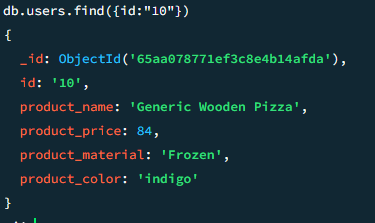 db.users.find({id:"10"})
{
_id: ObjectId('65aa078771ef3c8e4b14afda'),
id: '10',
product_name: 'Generic Wooden Pizza',
product_price: 84,
product_material: 'Frozen',
product_color: 'indigo'
}